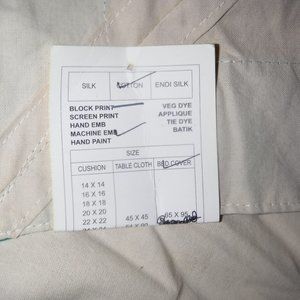 SILK COTTON ENDI SILK
BLOCK PRINT VEG DYE
SCREEN PRINT APPLIQUE
HAND EMB TIE DYE
MACHINE EMB BATIK
HAND PAINT
SIZE
CUSHION TABLE CLOTH BED COVER
14 X 14
16 X 16
18 X 18
20 X 20
22 X 22 45 X 45 65 X 95